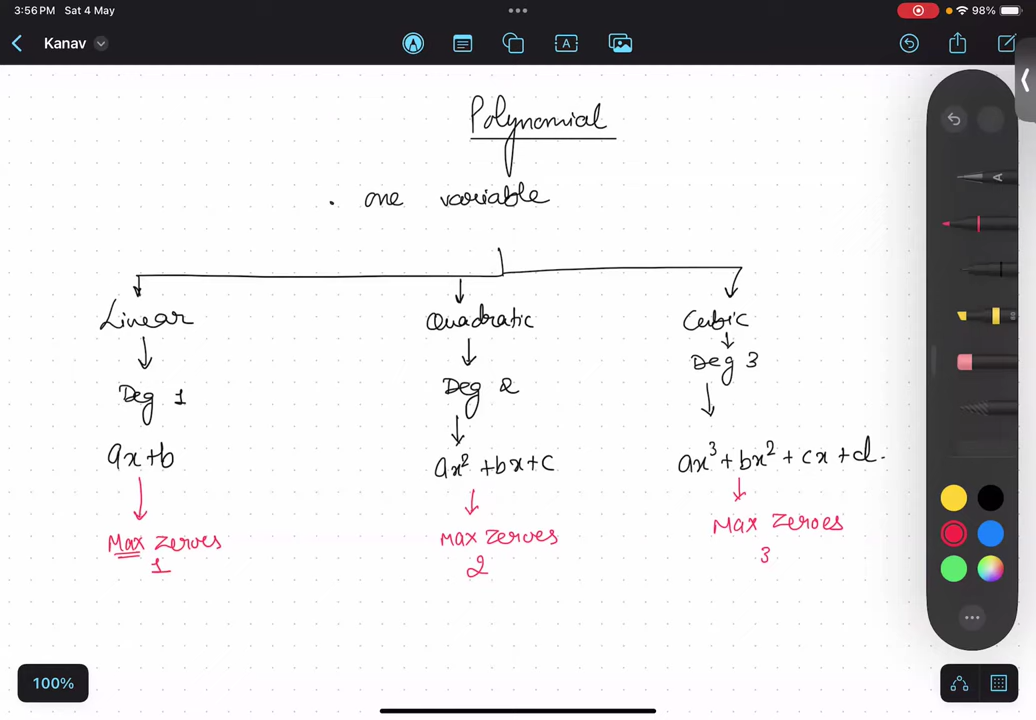 3:56 PM Sat 4 May
98%
Kanav
Polynomial
. one variable
Linear
Quadratic
Cubic
Deg 1
Deg 2
Deg 3
ax+b
ax² +bx+c
ax³ + bx² + cx + d.
Max zeroes
1
Max zeroes
2
Max zeroes
3
100%